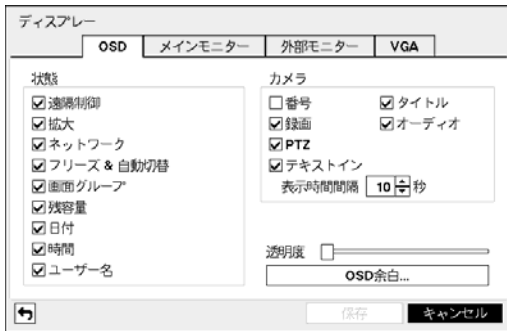 ディスプレー
OSD メインモニター 外部モニター VGA
状態
遠隔制御
拡大
ネットワーク
フリーズ & 自動切替
画面グループ
残容量
日付
時間
ユーザー名
カメラ
番号 タイトル
録画 オーディオ
PTZ
テキストイン
表示時間間隔 10 秒
透明度
OSD余白...
保存 キャンセル